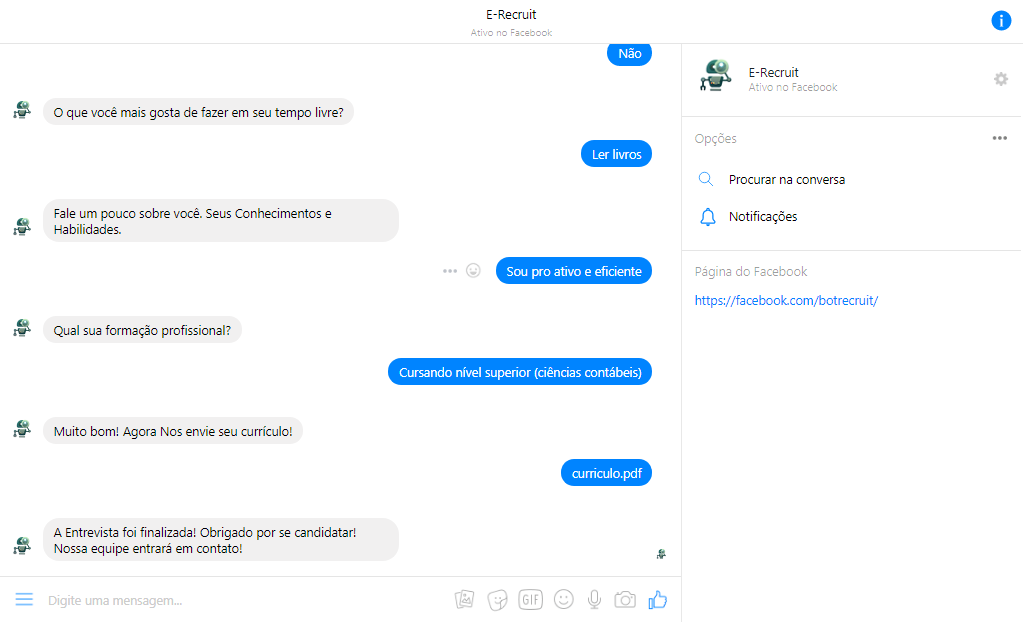 E-Recruit
Ativo no Facebook
Não
O que você mais gosta de fazer em seu tempo livre?
Ler livros
Fale um pouco sobre você. Seus Conhecimentos e
Habilidades.
Sou pro ativo e eficiente
Qual sua formação profissional?
Cursando nível superior (ciências contábeis)
Muito bom! Agora Nos envie seu currículo!
curriculo.pdf
A Entrevista foi finalizada! Obrigado por se candidatar!
Nossa equipe entrará em contato!
Digite uma mensagem...
GIF
E-Recruit
Ativo no Facebook
Opções
Procurar na conversa
Notificações
Página do Facebook
https://facebook.com/botrecruit/